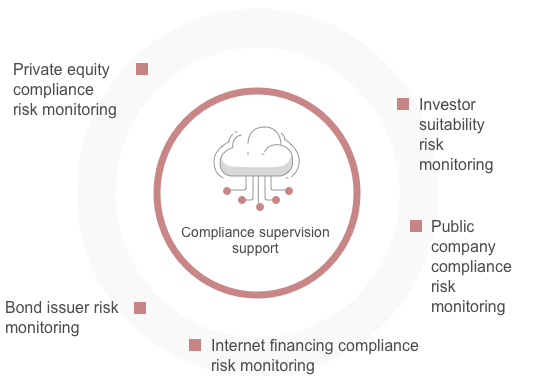 Private equity
compliance
risk monitoring
Investor
suitability
risk
monitoring
Compliance supervision
support
Public
company
compliance
risk
monitoring
Bond issuer risk
monitoring
Internet financing compliance
risk monitoring